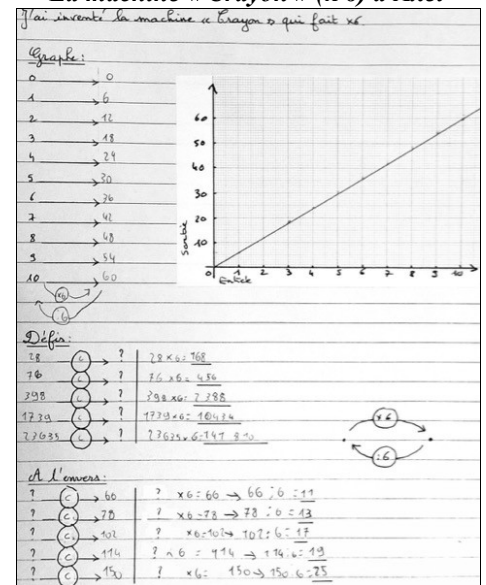 La machine « Crayon » (x 6) d'Axel
J'ai inventé la machine « Crayon » qui fait x6.
Graphe :
0 → 0
1 → 6
2 → 12
3 → 18
4 → 24
5 → 30
6 → 36
7 → 42
8 → 48
9 → 54
10 → 60
x6
:6
60
50
40
30
20
10
0 1 2 3 4 5 6 7 8 9 10
Sortie
Entrée
Défis :
28 C → ? 28 x 6 = 168
76 C → ? 76 x 6 = 456
398 C → ? 398 x 6 = 2 388
1739 C → ? 1739 x 6 = 10434
23635 C → ? 23635 x 6 = 141 810
x 6
: 6
A l'envers :
? C → 66 ? x 6 = 66 → 66 : 6 = 11
? C → 78 ? x 6 = 78 → 78 : 6 = 13
? C → 102 ? x 6 = 102 → 102 : 6 = 17
? C → 114 ? x 6 = 114 → 114 : 6 = 19
? C → 150 ? x 6 = 150 → 150 : 6 = 25